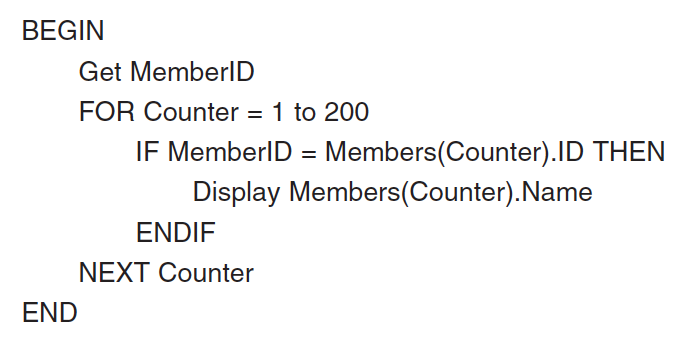 BEGIN
Get MemberID
FOR Counter = 1 to 200
IF MemberID = Members(Counter).ID THEN
Display Members(Counter).Name
ENDIF
NEXT Counter
END